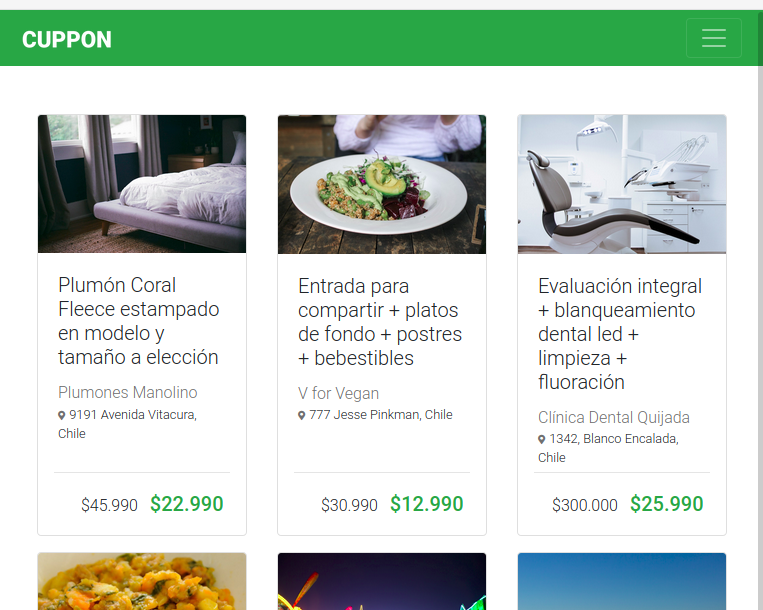 CUPPON
Plumón Coral
Fleece estampado
en modelo y
tamaño a elección
Plumones Manolino
9191 Avenida Vitacura,
Chile
$45.990 $22.990
Entrada para
compartir + platos
de fondo + postres
+ bebestibles
V for Vegan
777 Jesse Pinkman, Chile
$30.990 $12.990
Evaluación integral
+ blanqueamiento
dental led +
limpieza +
fluoración
Clínica Dental Quijada
1342, Blanco Encalada,
Chile
$300.000 $25.990